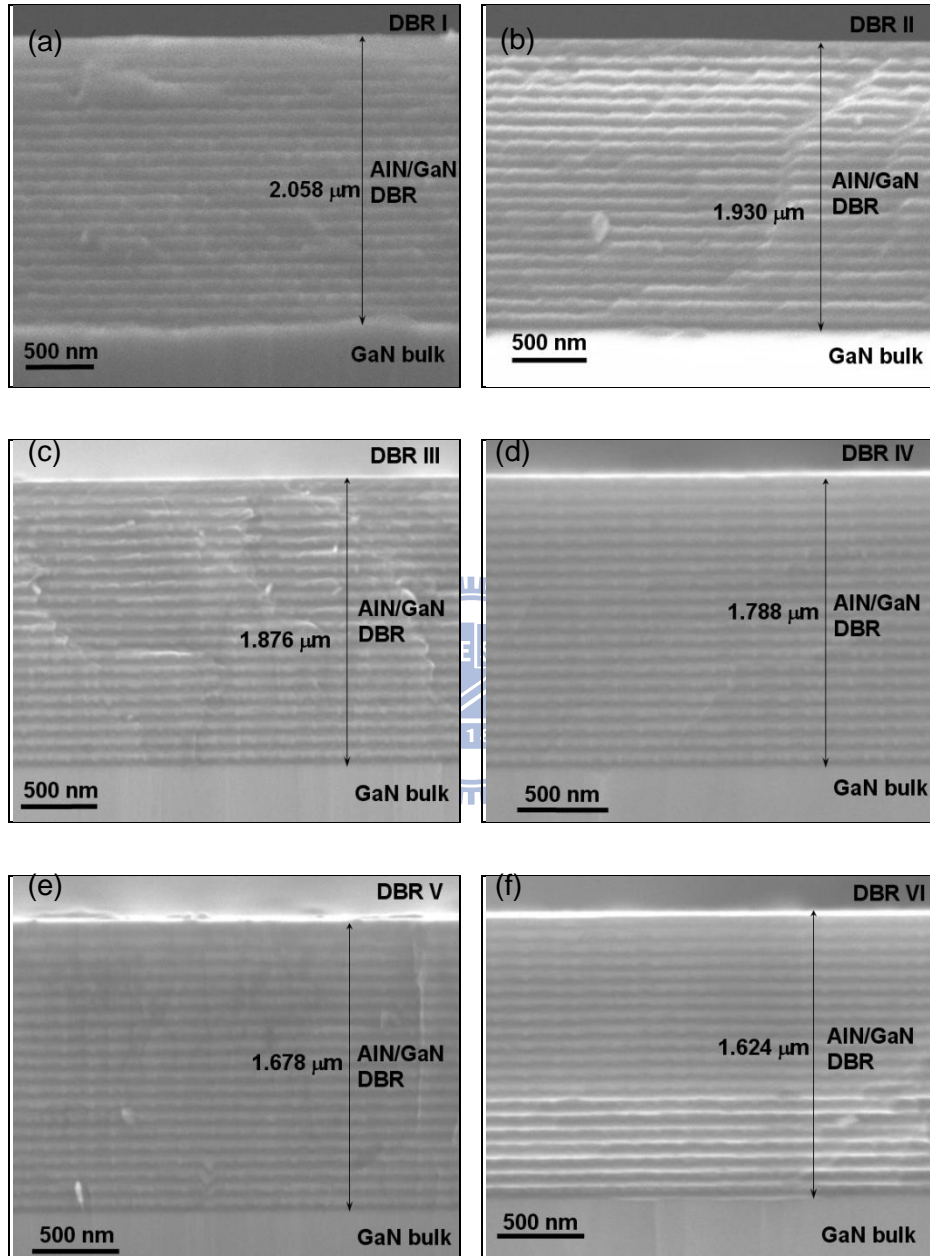 (a)
DBR I
2.058 μm
AlN/GaN
DBR
500 nm
GaN bulk
(b)
DBR II
1.930 μm
AlN/GaN
DBR
500 nm
GaN bulk
(c)
DBR III
1.876 μm
AlN/GaN
DBR
500 nm
GaN bulk
(d)
DBR IV
1.788 μm
AlN/GaN
DBR
500 nm
GaN bulk
(e)
DBR V
1.678 μm
AlN/GaN
DBR
500 nm
GaN bulk
(f)
DBR VI
1.624 μm
AlN/GaN
DBR
500 nm
GaN bulk